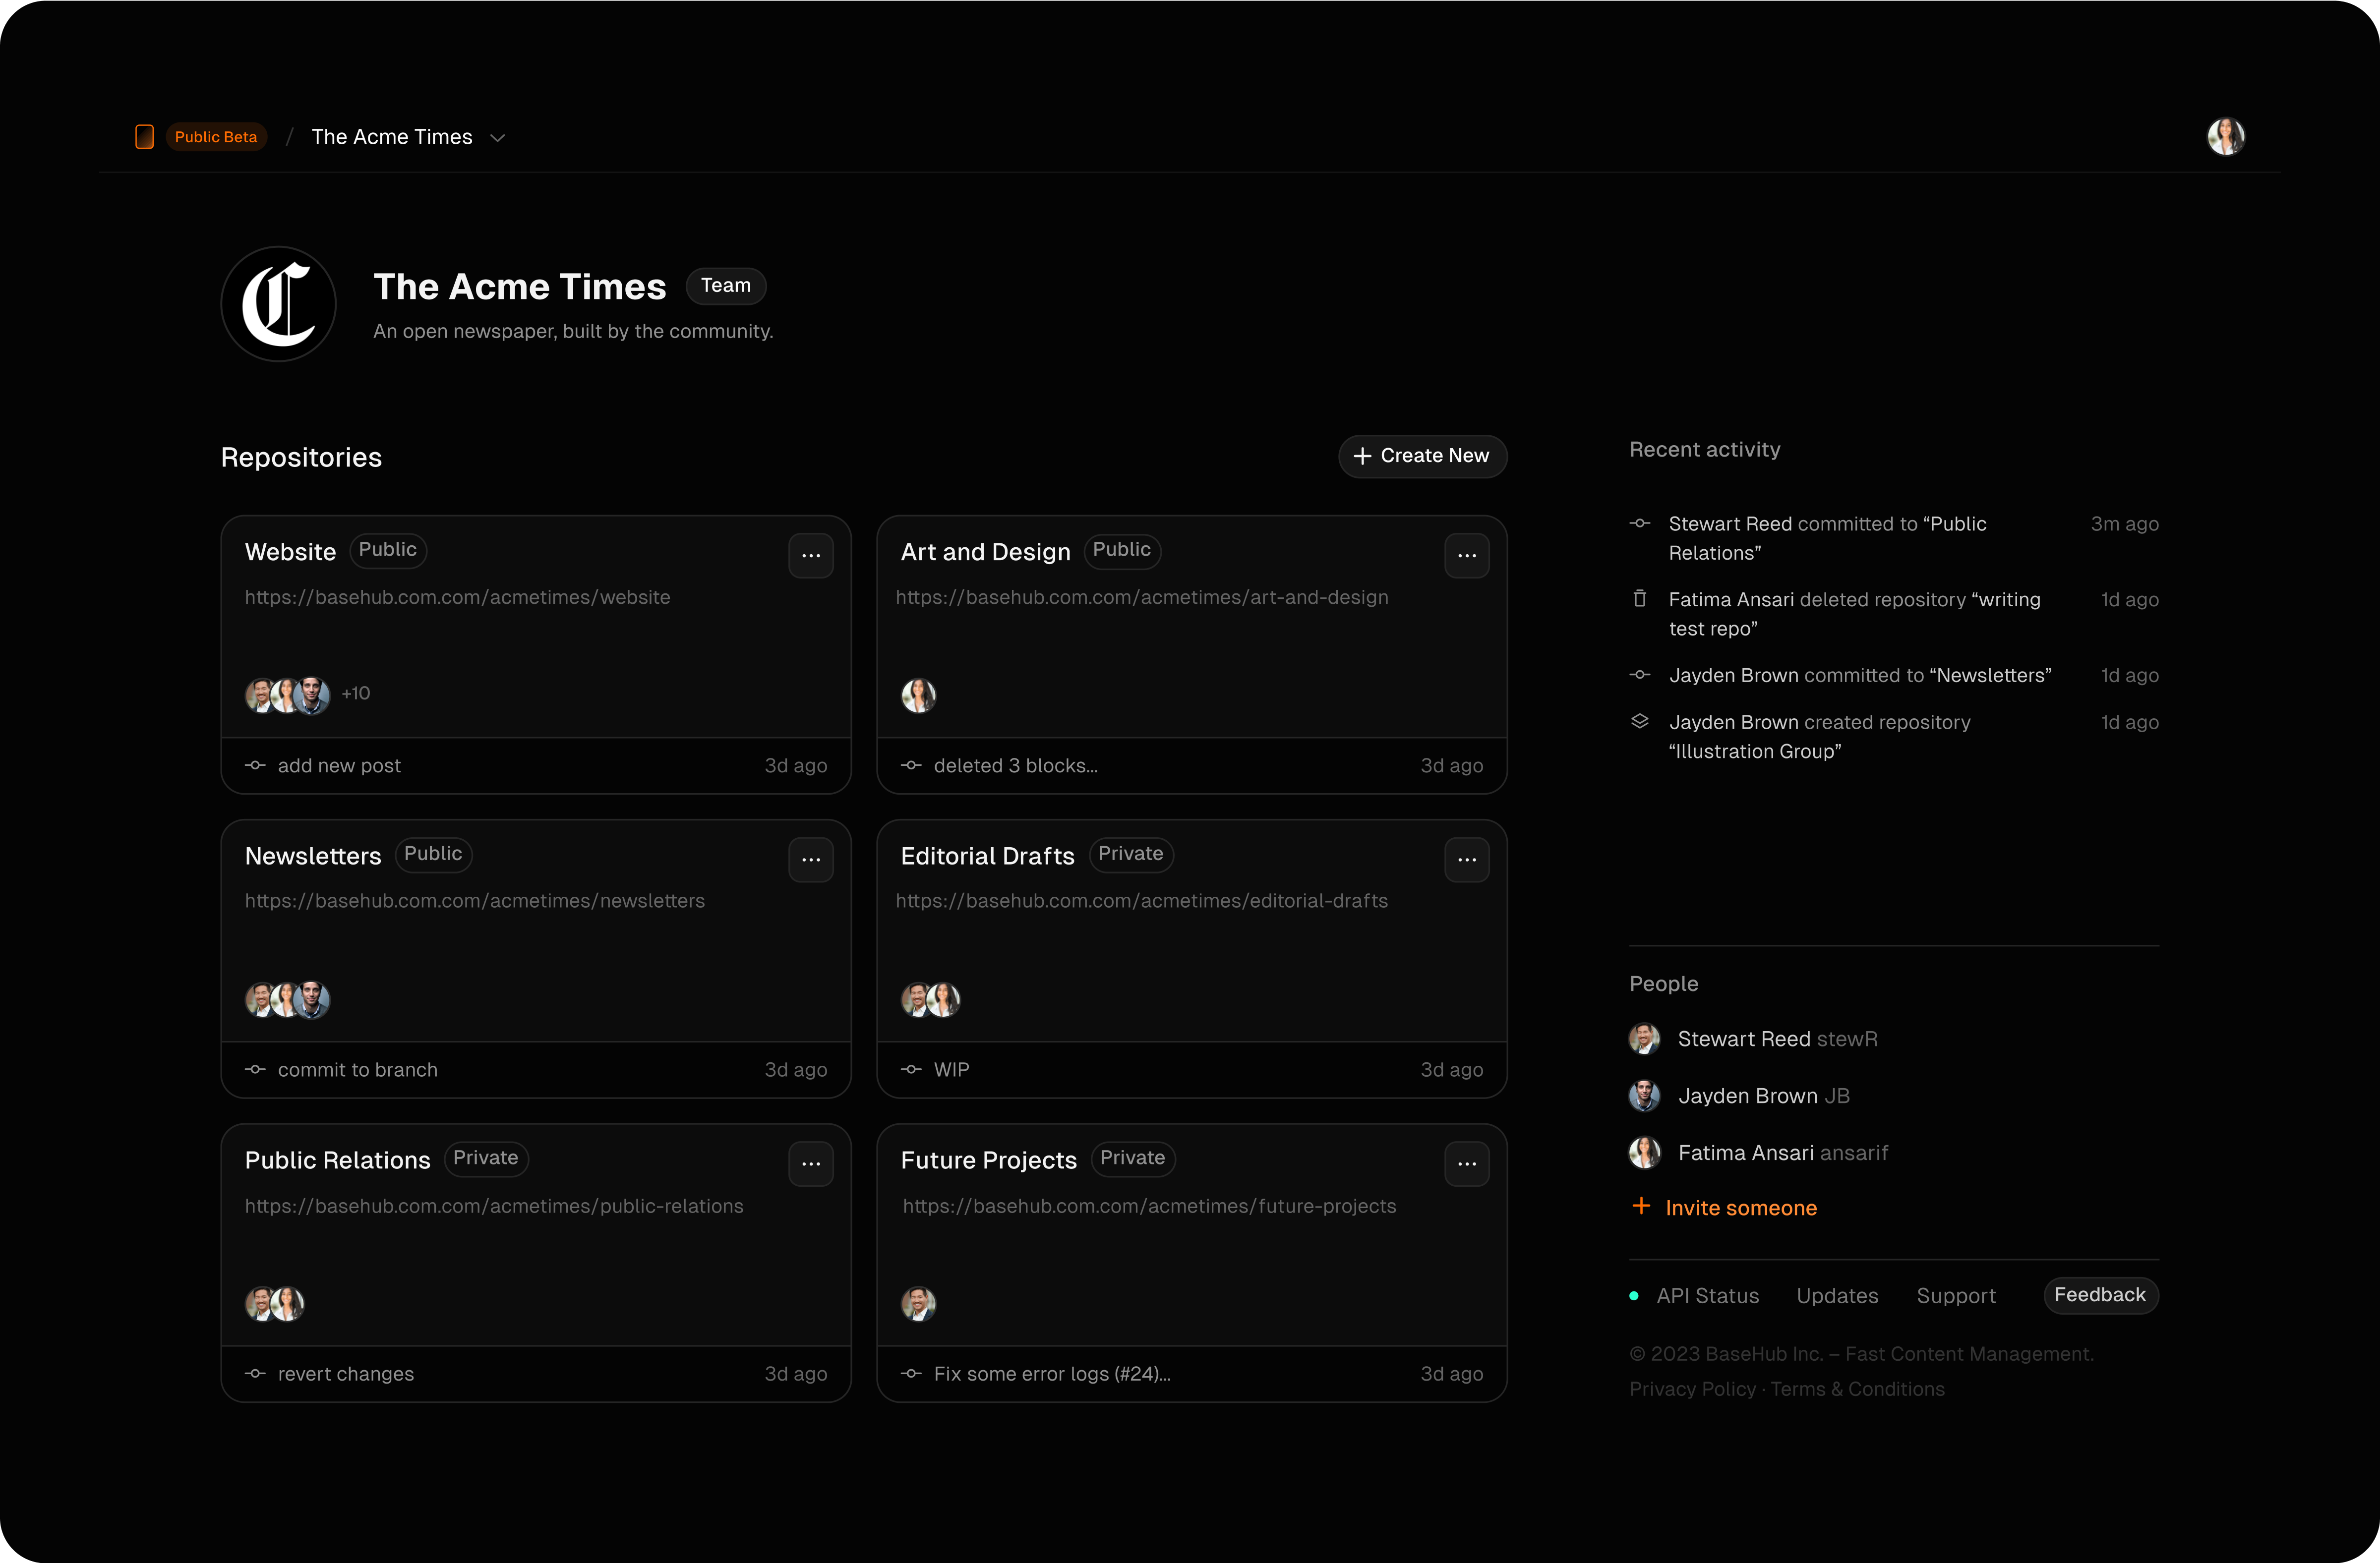 Public Beta / The Acme Times
C
The Acme Times Team
An open newspaper, built by the community.
Repositories
+ Create New
Website Public
https://basehub.com.com/acmetimes/website
+10
add new post 3d ago
Art and Design Public
https://basehub.com.com/acmetimes/art-and-design
deleted 3 blocks... 3d ago
Newsletters Public
https://basehub.com.com/acmetimes/newsletters
commit to branch 3d ago
Editorial Drafts Private
https://basehub.com.com/acmetimes/editorial-drafts
WIP 3d ago
Public Relations Private
https://basehub.com.com/acmetimes/public-relations
revert changes 3d ago
Future Projects Private
https://basehub.com.com/acmetimes/future-projects
Fix some error logs (#24)... 3d ago
Recent activity
Stewart Reed committed to “Public 3m ago
Relations”
Fatima Ansari deleted repository “writing 1d ago
test repo”
Jayden Brown committed to “Newsletters” 1d ago
Jayden Brown created repository 1d ago
“Illustration Group”
People
Stewart Reed stewR
Jayden Brown JB
Fatima Ansari ansarif
+ Invite someone
API Status Updates Support Feedback
© 2023 BaseHub Inc. – Fast Content Management.
Privacy Policy · Terms & Conditions